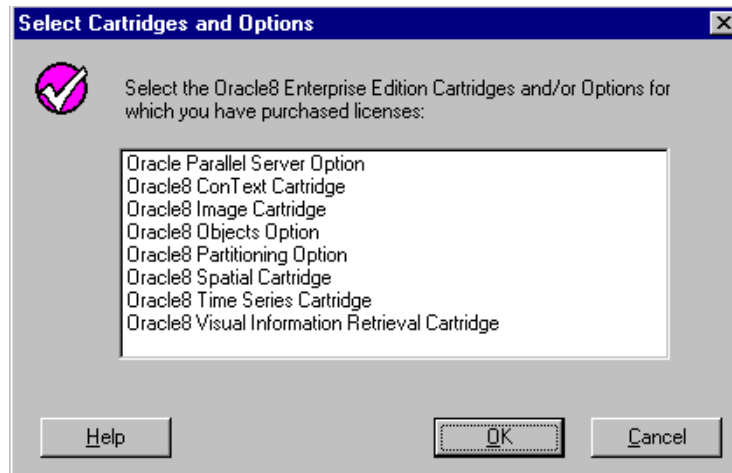 Select Cartridges and Options
Select the Oracle8 Enterprise Edition Cartridges and/or Options for
which you have purchased licenses:
Oracle Parallel Server Option
Oracle8 ConText Cartridge
Oracle8 Image Cartridge
Oracle8 Objects Option
Oracle8 Partitioning Option
Oracle8 Spatial Cartridge
Oracle8 Time Series Cartridge
Oracle8 Visual Information Retrieval Cartridge
Help OK Cancel